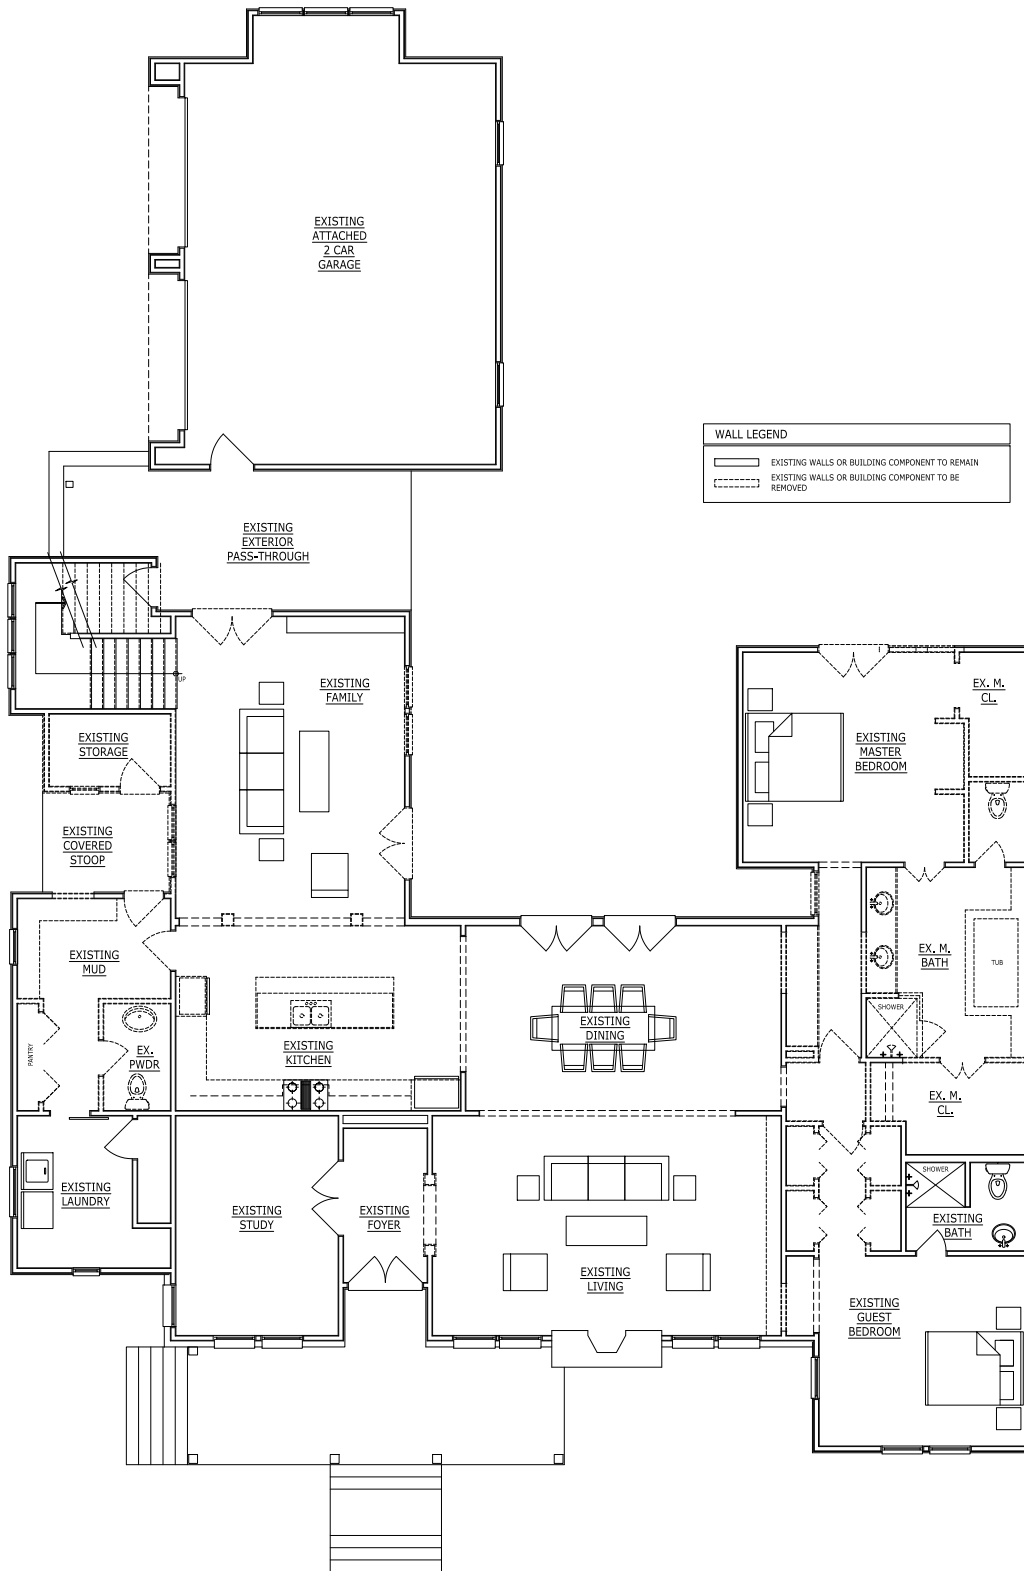 EXISTING
ATTACHED
2 CAR
GARAGE
WALL LEGEND
EXISTING WALLS OR BUILDING COMPONENT TO REMAIN
EXISTING WALLS OR BUILDING COMPONENT TO BE
REMOVED
EXISTING
EXTERIOR
PASS-THROUGH
UP
EXISTING
FAMILY
EX. M.
CL.
EXISTING
STORAGE
EXISTING
MASTER
BEDROOM
EXISTING
COVERED
STOOP
EXISTING
MUD
EX. M.
BATH
TUB
SHOWER
EXISTING
DINING
EXISTING
KITCHEN
PANTRY
EX.
PWDR
EX. M.
CL.
SHOWER
EXISTING
LAUNDRY
EXISTING
STUDY
EXISTING
FOYER
EXISTING
BATH
EXISTING
LIVING
EXISTING
GUEST
BEDROOM